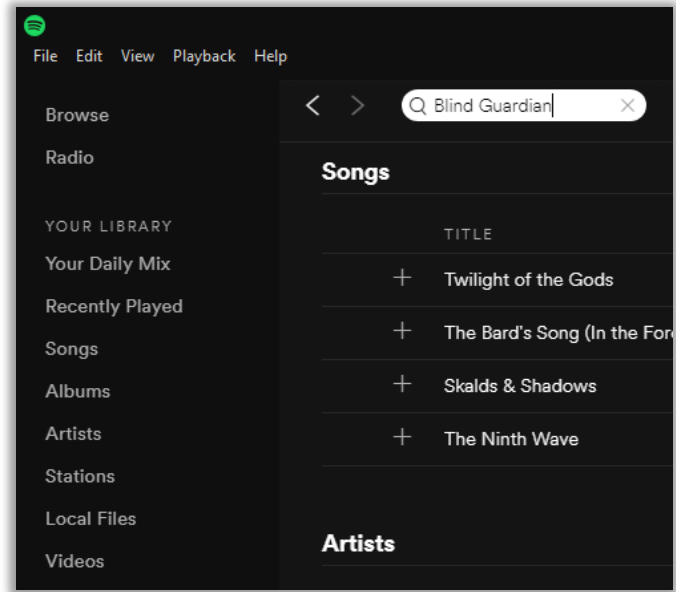 File Edit View Playback Help
Browse
Radio
YOUR LIBRARY
Your Daily Mix
Recently Played
Songs
Albums
Artists
Stations
Local Files
Videos
Blind Guardian
Songs
TITLE
Twilight of the Gods
The Bard's Song (In the
Skalds & Shadows
The Ninth Wave
Artists